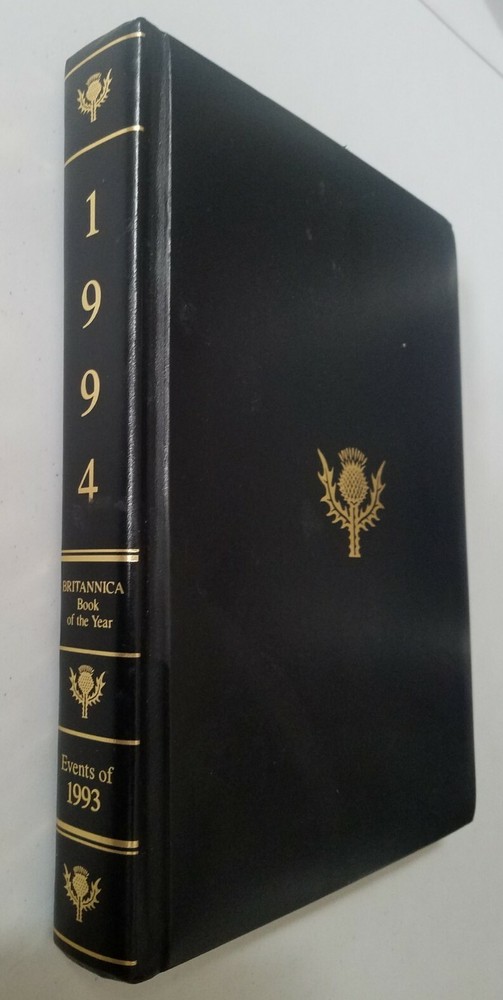 1
9
9
4
BRITANNICA
Book
of the Year
Events of
1993